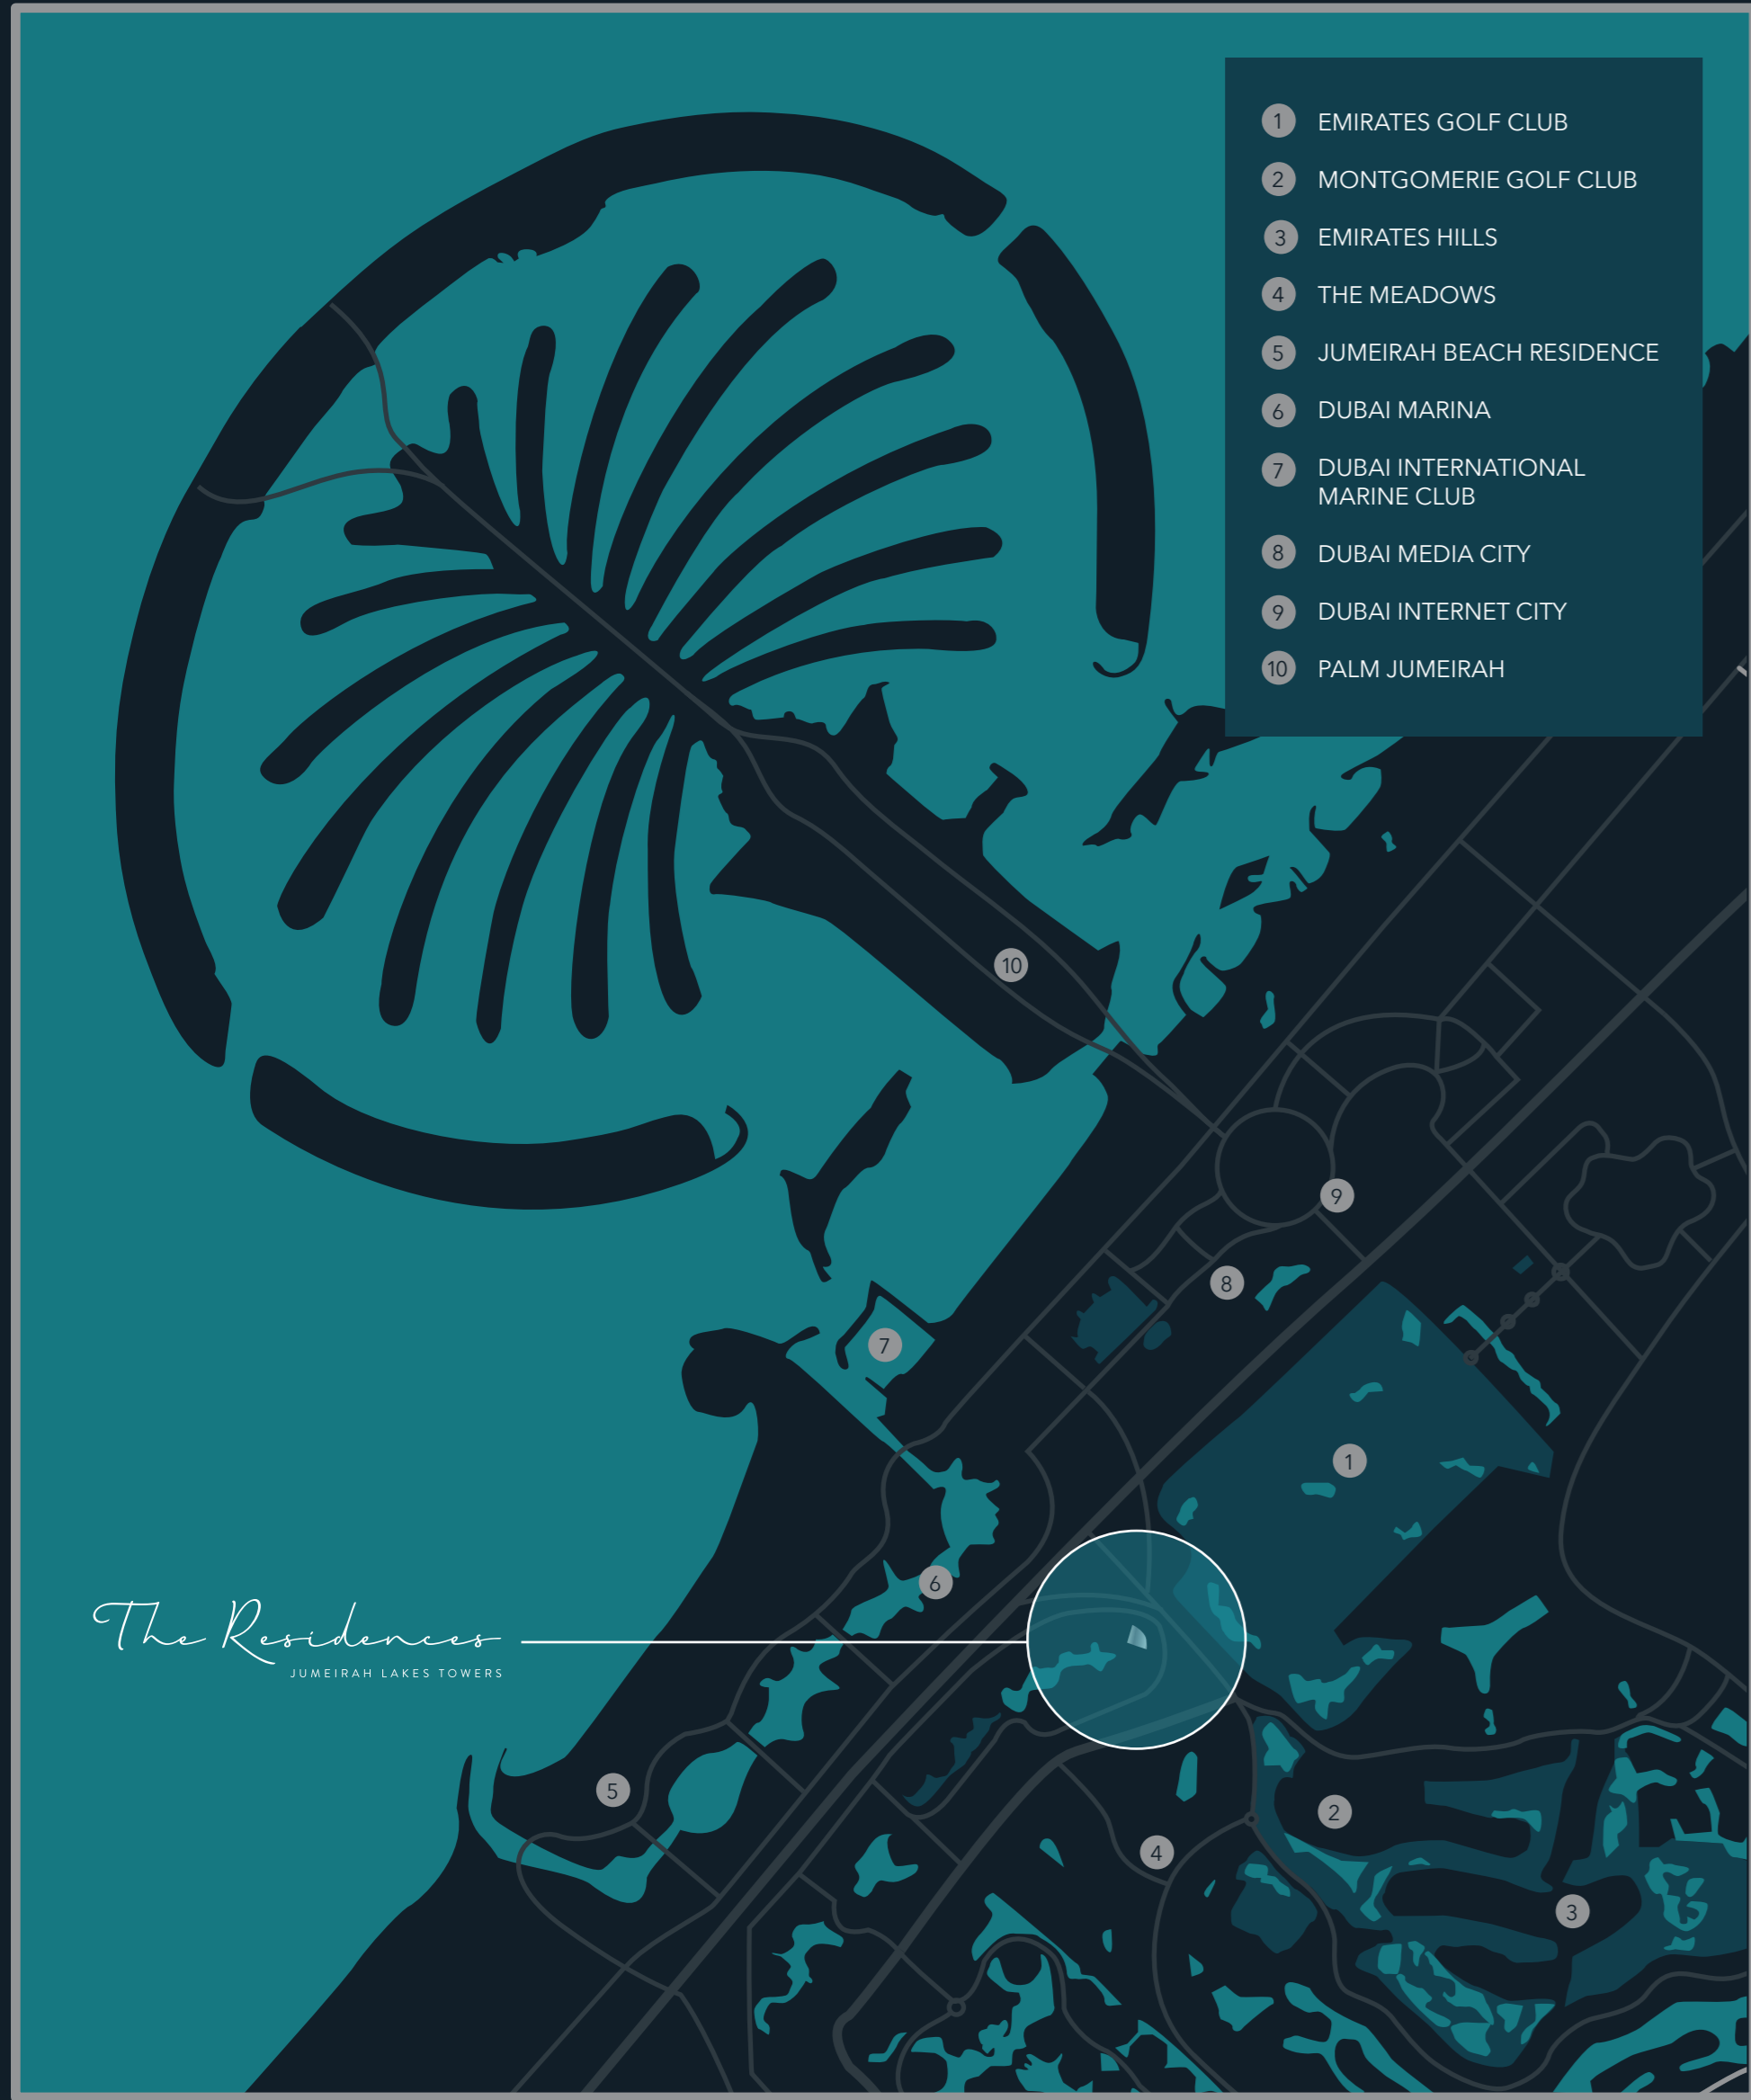 1 EMIRATES GOLF CLUB
2 MONTGOMERIE GOLF CLUB
3 EMIRATES HILLS
4 THE MEADOWS
5 JUMEIRAH BEACH RESIDENCE
6 DUBAI MARINA
7 DUBAI INTERNATIONAL
MARINE CLUB
8 DUBAI MEDIA CITY
9 DUBAI INTERNET CITY
10 PALM JUMEIRAH
10
9
8
7
1
6
The Residences
JUMEIRAH LAKES TOWERS
5
2
4
3